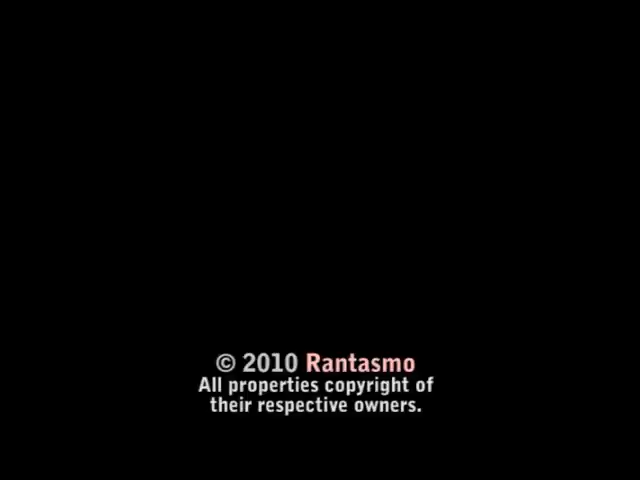 © 2010 Rantasmo
All properties copyright of
their respective owners.